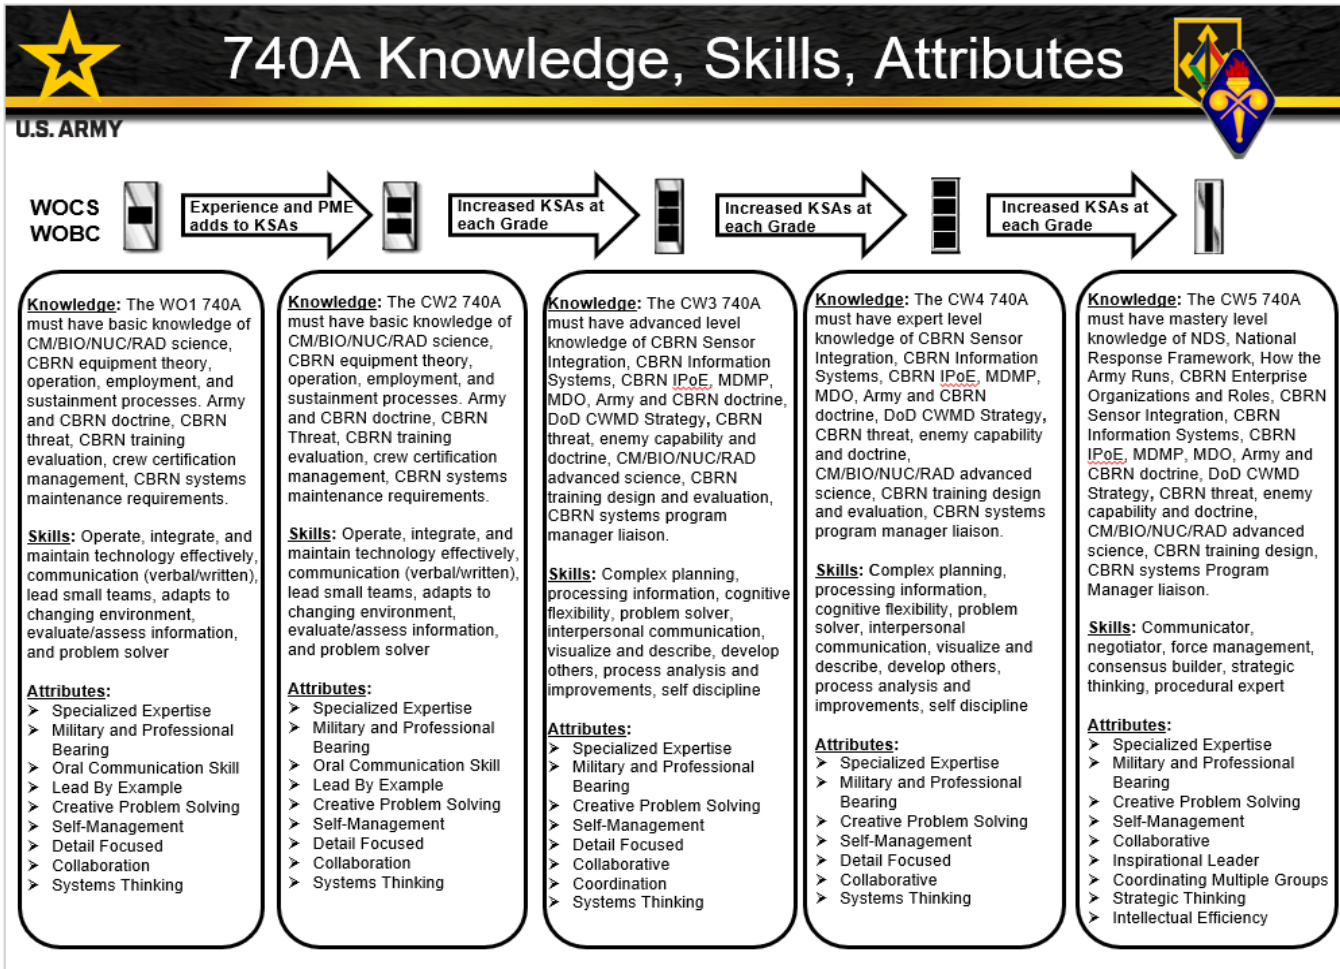 740A Knowledge, Skills, Attributes
U.S. ARMY
WOCS
WOBC
Experience and PME
adds to KSAs
Increased KSAs at
each Grade
Increased KSAs at
each Grade
Increased KSAs at
each Grade
Knowledge: The WO1 740A
must have basic knowledge of
CM/BIO/NUC/RAD science,
CBRN equipment theory,
operation, employment, and
sustainment processes. Army
and CBRN doctrine, CBRN
threat, CBRN training
evaluation, crew certification
management, CBRN systems
maintenance requirements.
Skills: Operate, integrate, and
maintain technology effectively,
communication (verbal/written),
lead small teams, adapts to
changing environment,
evaluate/assess information,
and problem solver
Attributes:
➢ Specialized Expertise
➢ Military and Professional
Bearing
➢ Oral Communication Skill
➢ Lead By Example
➢ Creative Problem Solving
➢ Self-Management
➢ Detail Focused
➢ Collaboration
➢ Systems Thinking
Knowledge: The CW2 740A
must have basic knowledge of
CM/BIO/NUC/RAD science,
CBRN equipment theory,
operation, employment, and
sustainment processes. Army
and CBRN doctrine, CBRN
Threat, CBRN training
evaluation, crew certification
management, CBRN systems
maintenance requirements.
Skills: Operate, integrate, and
maintain technology effectively,
communication (verbal/written),
lead small teams, adapts to
changing environment,
evaluate/assess information,
and problem solver
Attributes:
➢ Specialized Expertise
➢ Military and Professional
Bearing
➢ Oral Communication Skill
➢ Lead By Example
➢ Creative Problem Solving
➢ Self-Management
➢ Detail Focused
➢ Collaboration
➢ Systems Thinking
Knowledge: The CW3 740A
must have advanced level
knowledge of CBRN Sensor
Integration, CBRN Information
Systems, CBRN IPoE, MDMP,
MDO, Army and CBRN doctrine,
DoD CWMD Strategy, CBRN
threat, enemy capability and
doctrine, CM/BIO/NUC/RAD
advanced science, CBRN
training design and evaluation,
CBRN systems program
manager liaison.
Skills: Complex planning,
processing information, cognitive
flexibility, problem solver,
interpersonal communication,
visualize and describe, develop
others, process analysis and
improvements, self discipline
Attributes:
➢ Specialized Expertise
➢ Military and Professional
Bearing
➢ Creative Problem Solving
➢ Self-Management
➢ Detail Focused
➢ Collaborative
➢ Coordination
➢ Systems Thinking
Knowledge: The CW4 740A
must have expert level
knowledge of CBRN Sensor
Integration, CBRN Information
Systems, CBRN IPoE, MDMP,
MDO, Army and CBRN
doctrine, DoD CWMD Strategy,
CBRN threat, enemy capability
and doctrine,
CM/BIO/NUC/RAD advanced
science, CBRN training design
and evaluation, CBRN systems
program manager liaison.
Skills: Complex planning,
processing information,
cognitive flexibility, problem
solver, interpersonal
communication, visualize and
describe, develop others,
process analysis and
improvements, self discipline
Attributes:
➢ Specialized Expertise
➢ Military and Professional
Bearing
➢ Creative Problem Solving
➢ Self-Management
➢ Detail Focused
➢ Collaborative
➢ Systems Thinking
Knowledge: The CW5 740A
must have mastery level
knowledge of NDS, National
Response Framework, How the
Army Runs, CBRN Enterprise
Organizations and Roles, CBRN
Sensor Integration, CBRN
Information Systems, CBRN
IPoE, MDMP, MDO, Army and
CBRN doctrine, DoD CWMD
Strategy, CBRN threat, enemy
capability and doctrine,
CM/BIO/NUC/RAD advanced
science, CBRN training design,
CBRN systems Program
Manager liaison.
Skills: Communicator,
negotiator, force management,
consensus builder, strategic
thinking, procedural expert
Attributes:
➢ Specialized Expertise
➢ Military and Professional
Bearing
➢ Creative Problem Solving
➢ Self-Management
➢ Collaborative
➢ Inspirational Leader
➢ Coordinating Multiple Groups
➢ Strategic Thinking
➢ Intellectual Efficiency